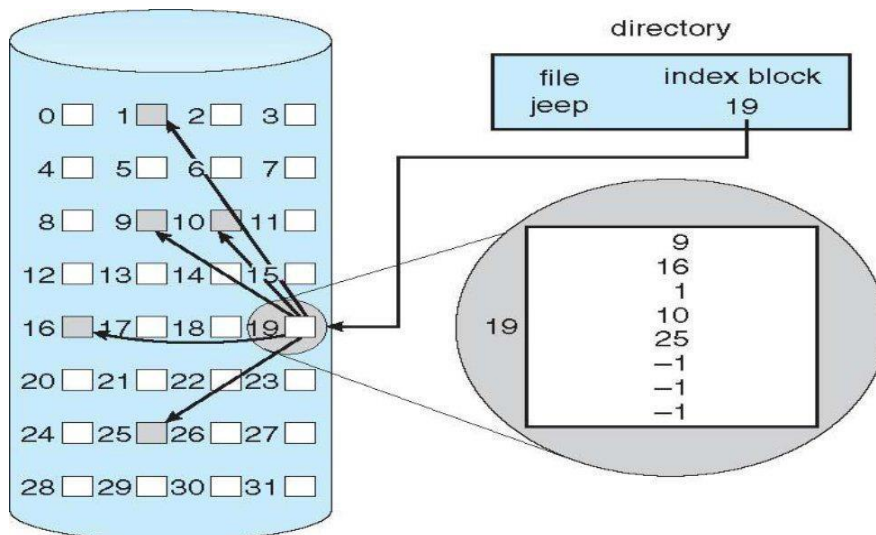 directory
file index block
jeep 19
0 1 2 3
4 5 6 7
8 9 10 11
12 13 14 15
16 17 18 19
20 21 22 23
24 25 26 27
28 29 30 31
19
9
16
1
10
25
–1
–1
–1